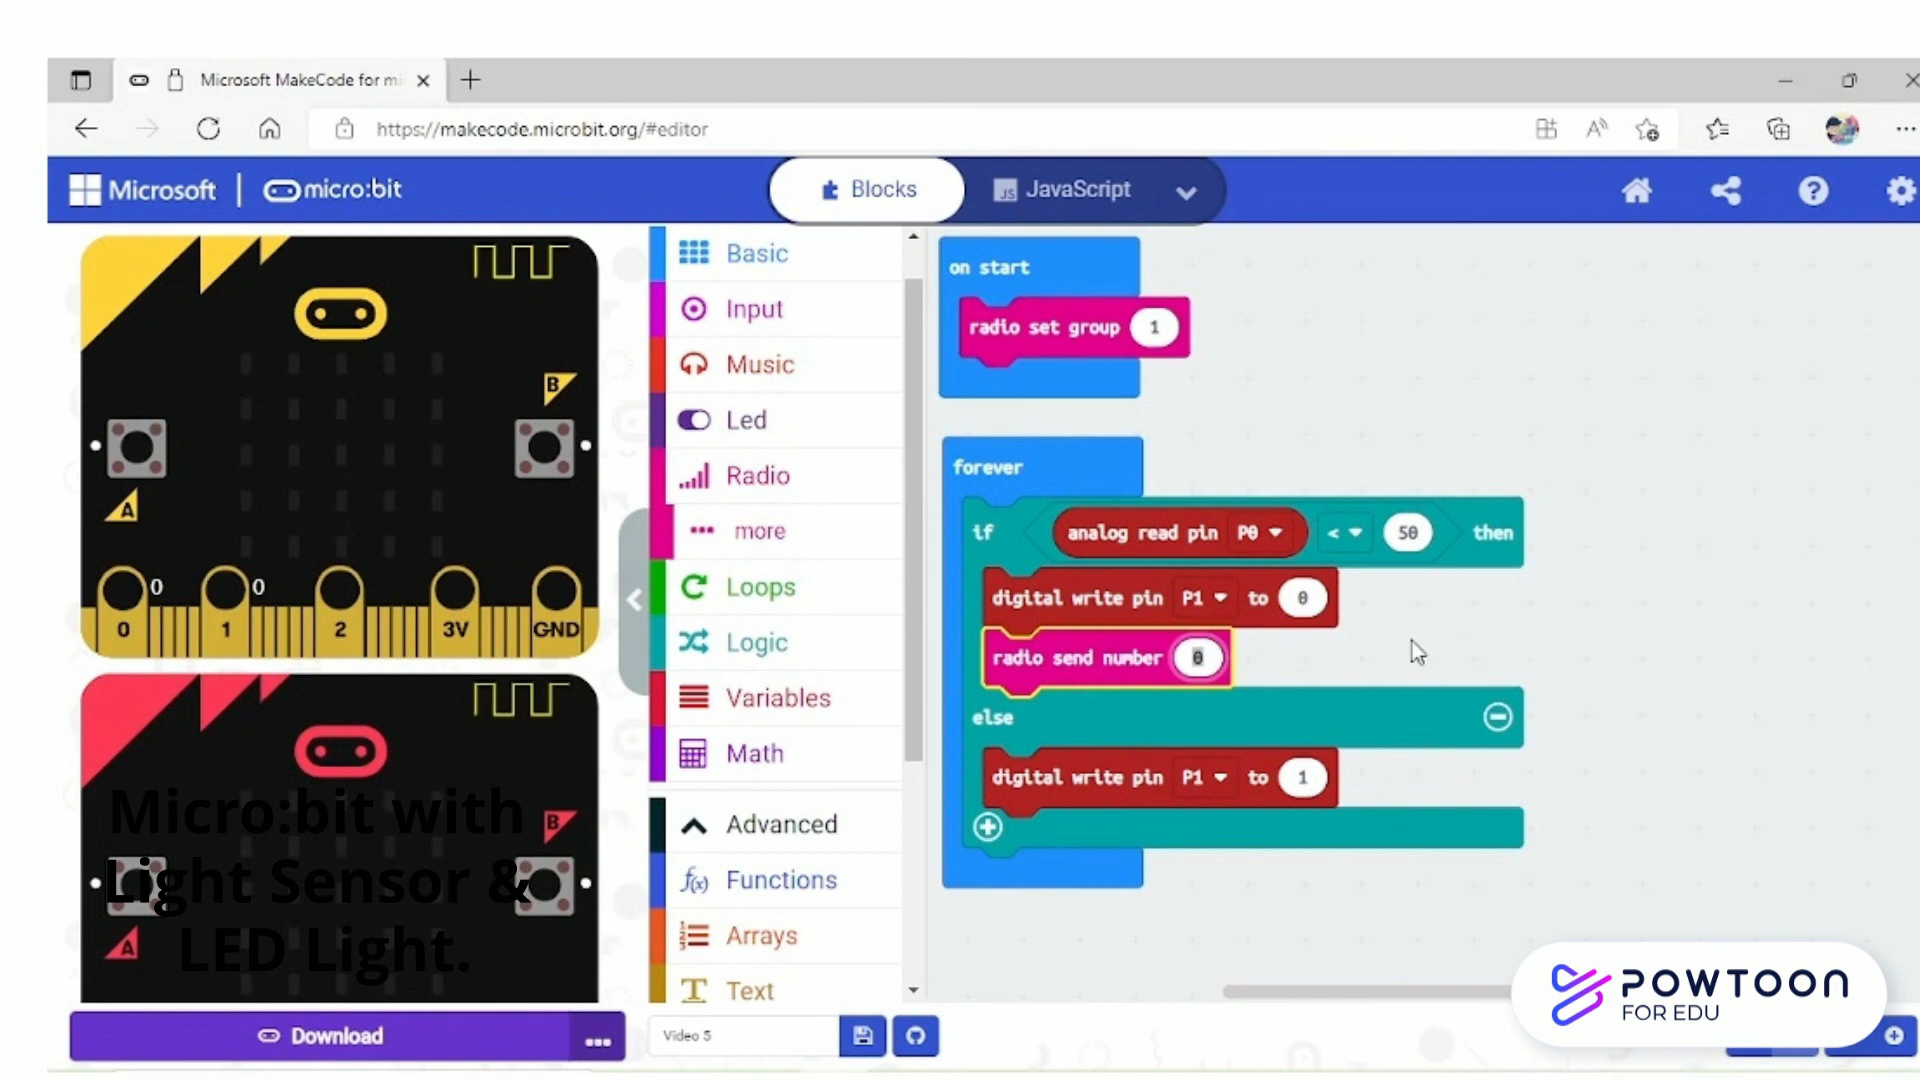 Microsoft MakeCode for mi
https://makecode.microbit.org/#editor
Microsoft | micro:bit
Blocks
JavaScript
B
A
0
0
0
1
2
3V
GND
B
A
Micro:bit with
Light Sensor &
LED Light.
Download
...
Basic
Input
Music
Led
Radio
more
Loops
Logic
Variables
Math
Advanced
f(x) Functions
Arrays
Text
Video 5
on start
radio set group 1
forever
if analog read pin P0 < 50 then
digital write pin P1 to 0
radio send number 0
else
digital write pin P1 to 1
POWTOON
FOR EDU